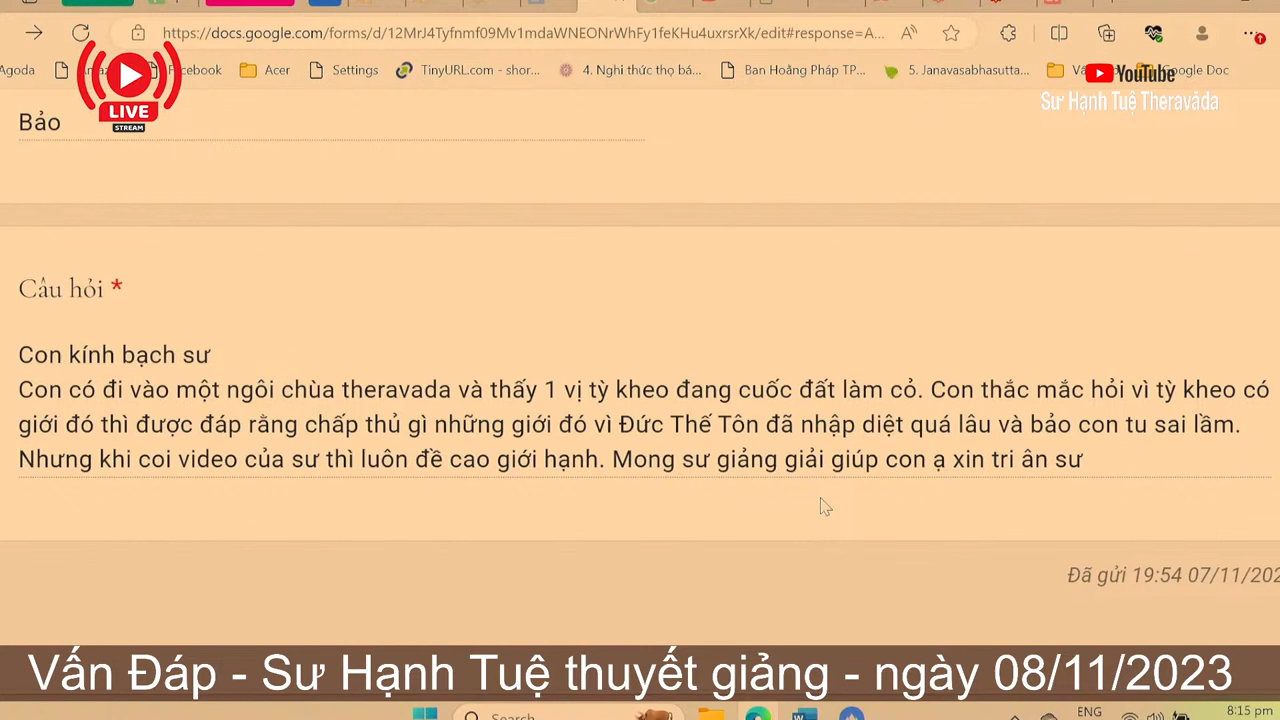 https://docs.google.com/forms/d/12MrJ4Tyfnmf09Mv1mdaWNEONrWhFy1feKHu4uxrsrXk/edit#response=A...
Agoda
Facebook
Acer
Settings
TinyURL.com - shor...
4. Nghi thức thọ bá...
Ban Hoằng Pháp TP...
5. Janavasabhasutta...
Google Doc
YouTube
Sư Hạnh Tuệ Theravāda
LIVE
STREAM
Bảo
Câu hỏi *
Con kính bạch sư
Con có đi vào một ngôi chùa theravada và thấy 1 vị tỳ kheo đang cuốc đất làm cỏ. Con thắc mắc hỏi vì tỳ kheo có
giới đó thì được đáp rằng chấp thủ gì những giới đó vì Đức Thế Tôn đã nhập diệt quá lâu và bảo con tu sai lầm.
Nhưng khi coi video của sư thì luôn đề cao giới hạnh. Mong sư giảng giải giúp con ạ xin tri ân sư
Đã gửi 19:54 07/11/202
Vấn Đáp - Sư Hạnh Tuệ thuyết giảng - ngày 08/11/2023
Search
ENG
8:15 pm